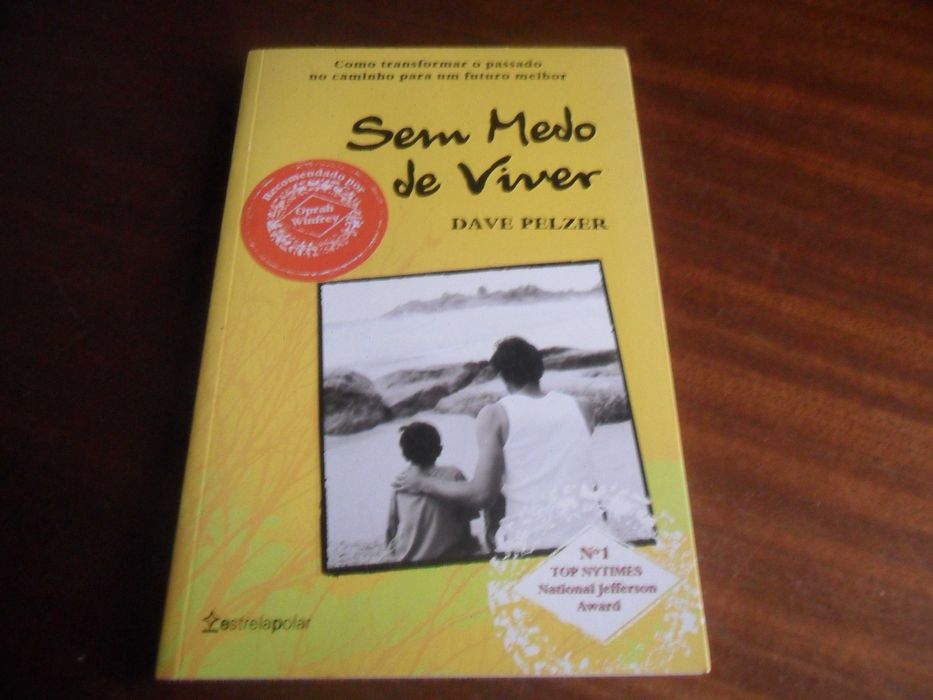 Como transformar o passado
no caminho para um futuro melhor
Sem Medo
de Viver
DAVE PELZER
Recomendado por
Oprah
Winfrey
Nº1
TOP NYTIMES
National Jefferson
Award
estrelapolar